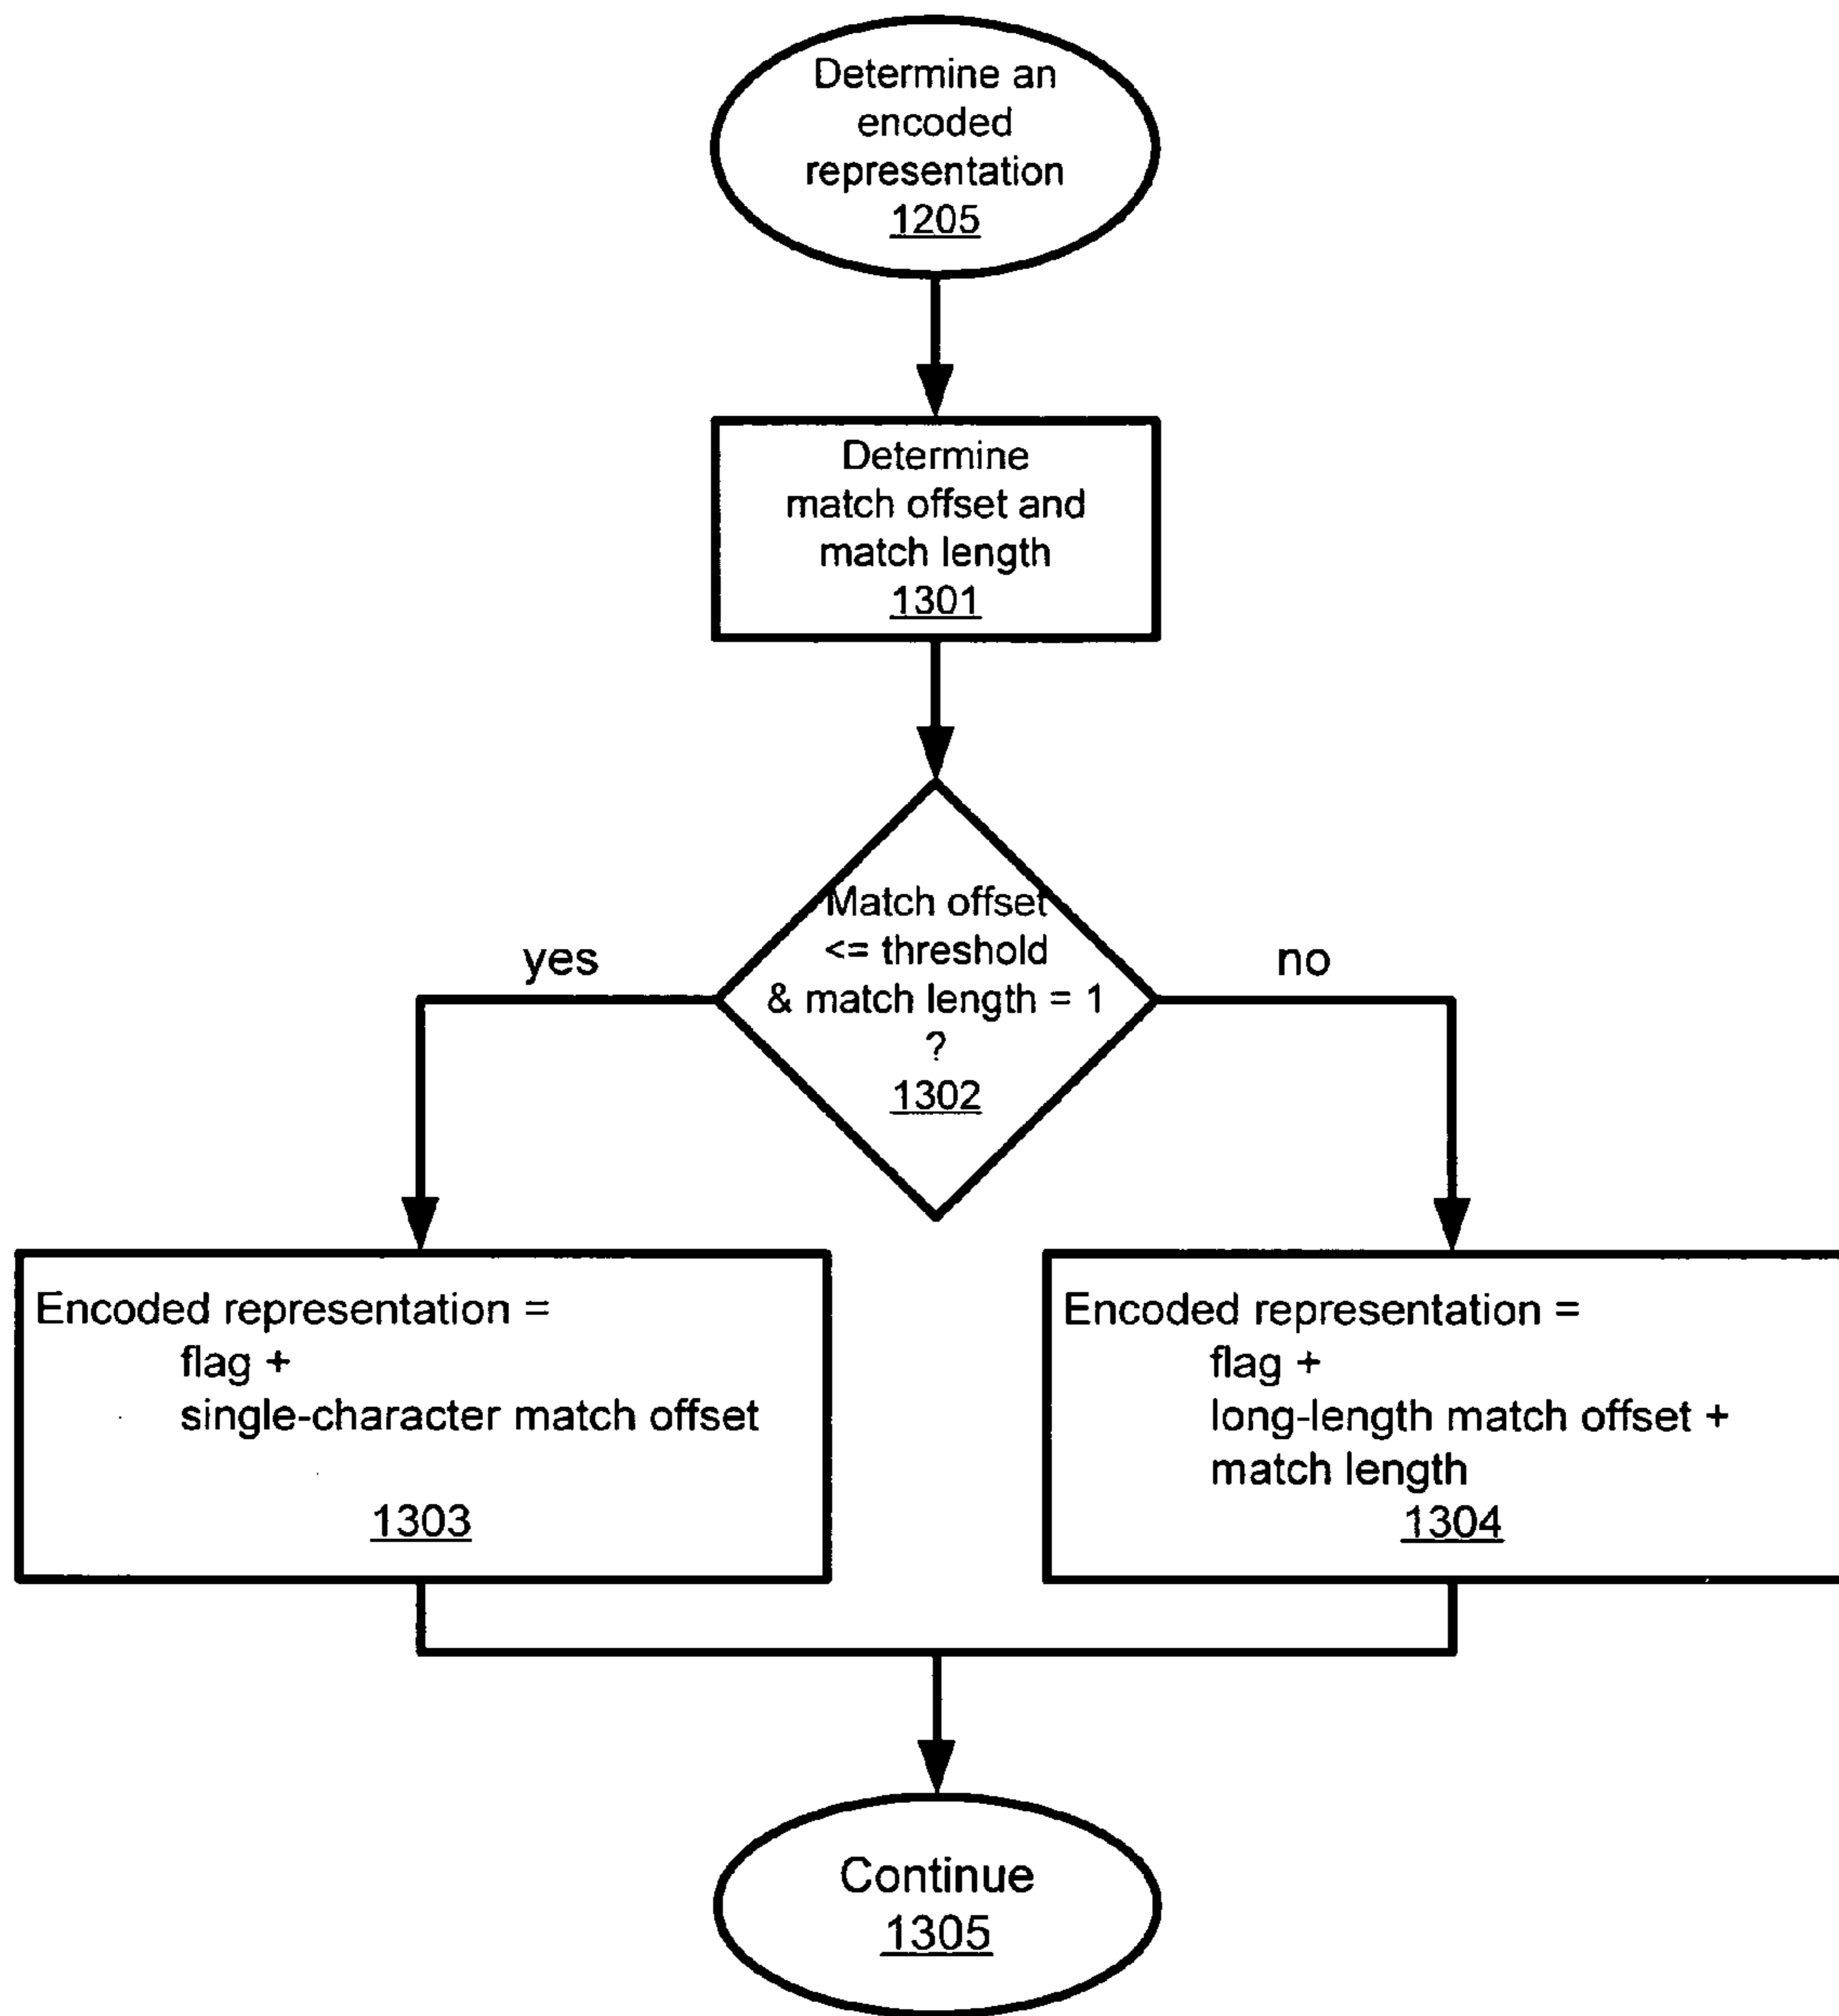 Determine an
encoded
representation
1205
Determine
match offset and
match length
1301
Match offset
<= threshold
& match length = 1
?
1302
yes
no
Encoded representation =
flag +
single-character match offset
1303
Encoded representation =
flag +
long-length match offset +
match length
1304
Continue
1305